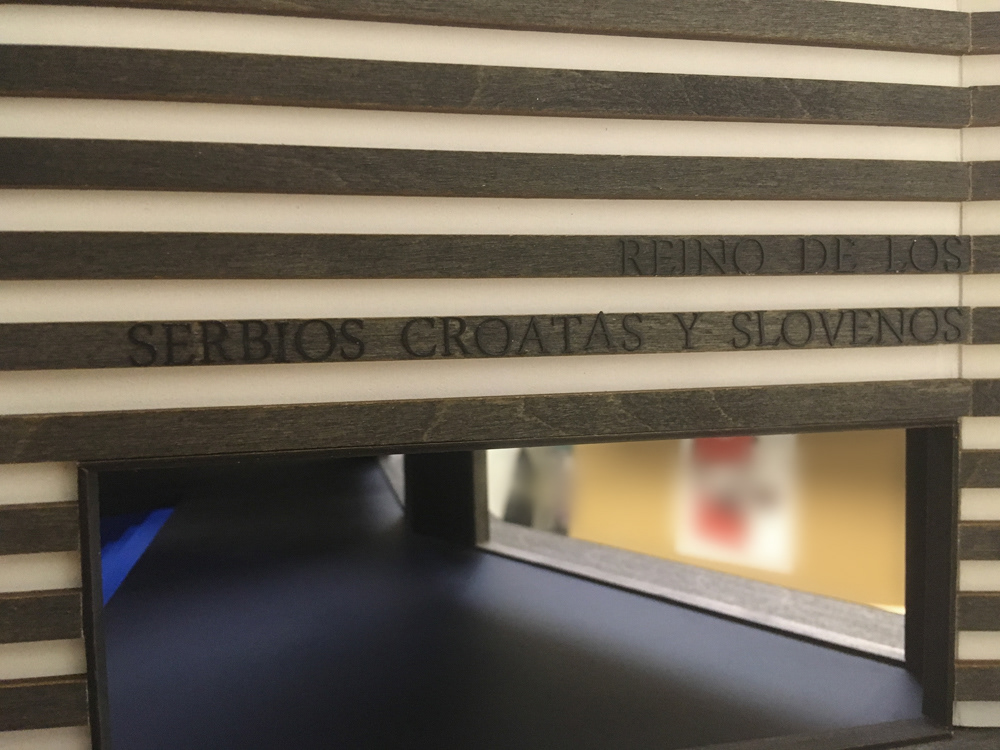 REINO DE LOS
SERBIOS CROATAS Y SLOVENOS